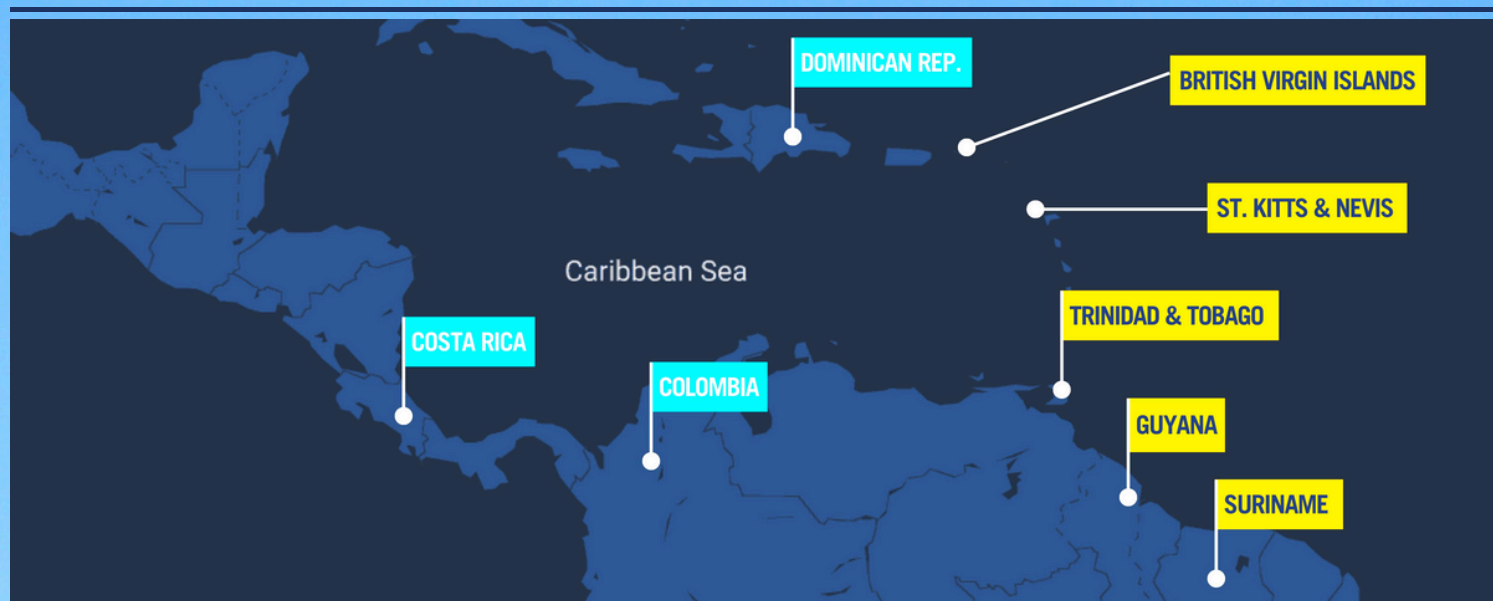 DOMINICAN REP.
BRITISH VIRGIN ISLANDS
ST. KITTS & NEVIS
Caribbean Sea
TRINIDAD & TOBAGO
COSTA RICA
COLOMBIA
GUYANA
SURINAME